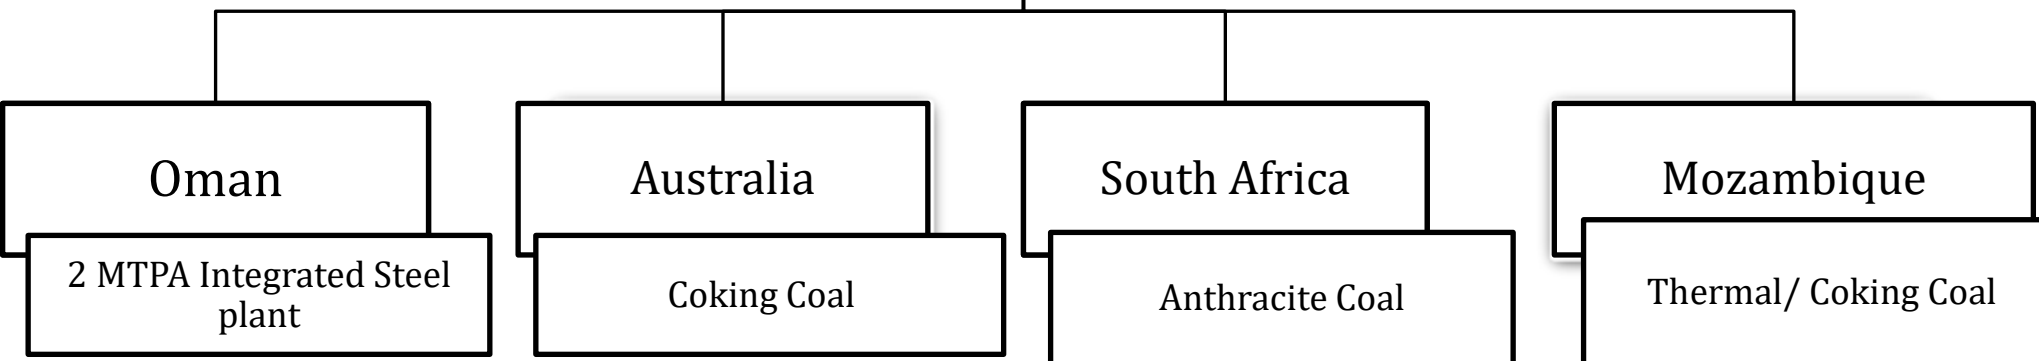 Oman
2 MTPA Integrated Steel
plant
Australia
Coking Coal
South Africa
Anthracite Coal
Mozambique
Thermal/ Coking Coal